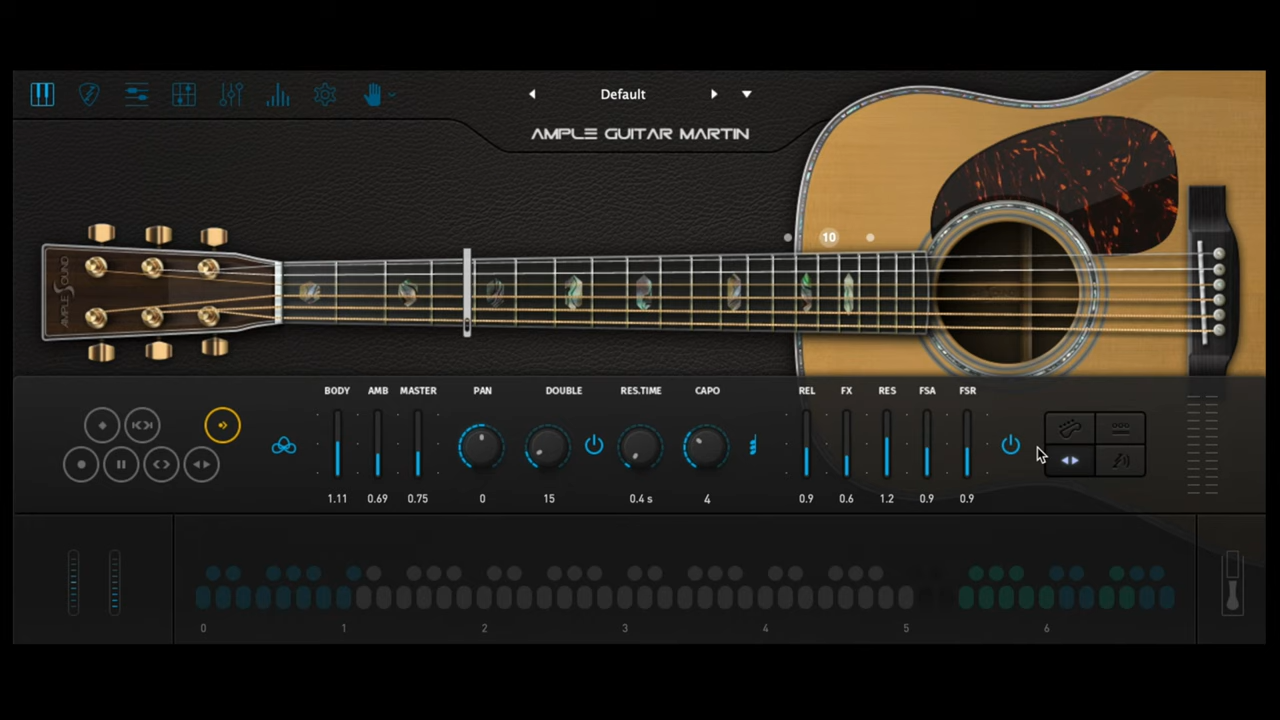 Default
AMPLE GUITAR MARTIN
10
AMPLE SOUND
BODY AMB MASTER PAN DOUBLE RES.TIME CAPO REL FX RES FSA FSR
1.11 0.69 0.75 0 15 0.4 s 4 0.9 0.6 1.2 0.9 0.9
0 1 2 3 4 5 6